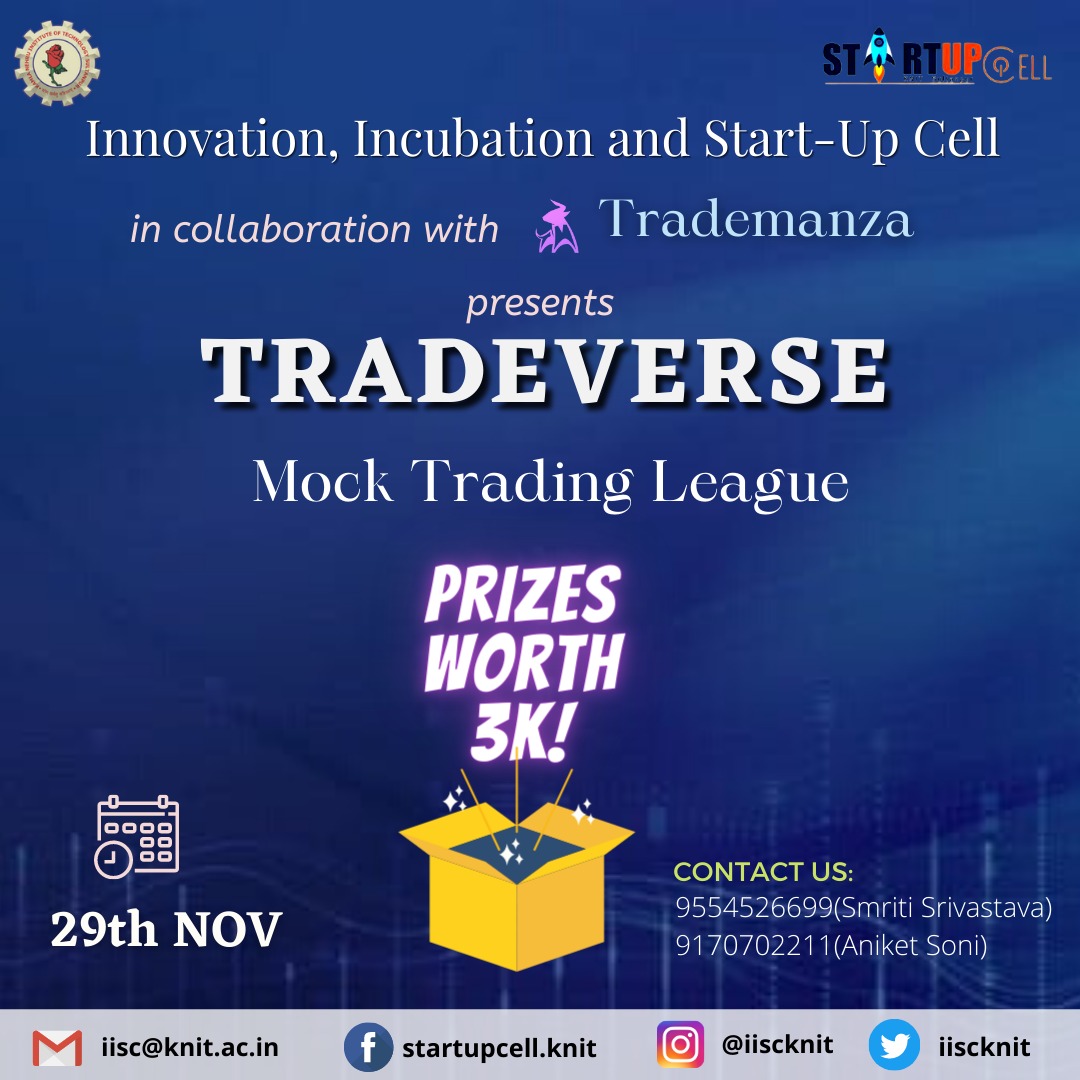 STARTUP CELL
Innovation, Incubation and Start-Up Cell
in collaboration with Trademanza
presents
TRADEVERSE
Mock Trading League
PRIZES
WORTH
3K!
29th NOV
CONTACT US:
9554526699(Smriti Srivastava)
9170702211(Aniket Soni)
iisc@knit.ac.in
startupcell.knit
@iiscknit
iiscknit